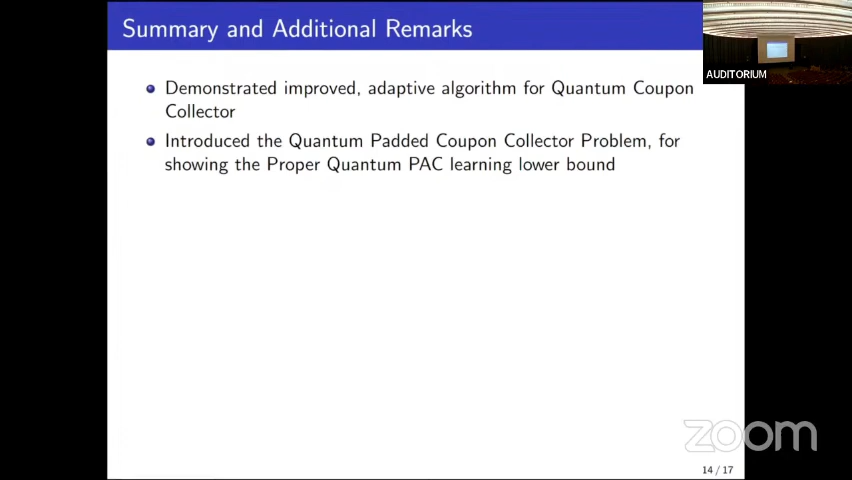 Summary and Additional Remarks
AUDITORIUM
Demonstrated improved, adaptive algorithm for Quantum Coupon
Collector
Introduced the Quantum Padded Coupon Collector Problem, for
showing the Proper Quantum PAC learning lower bound
zoom
14 / 17